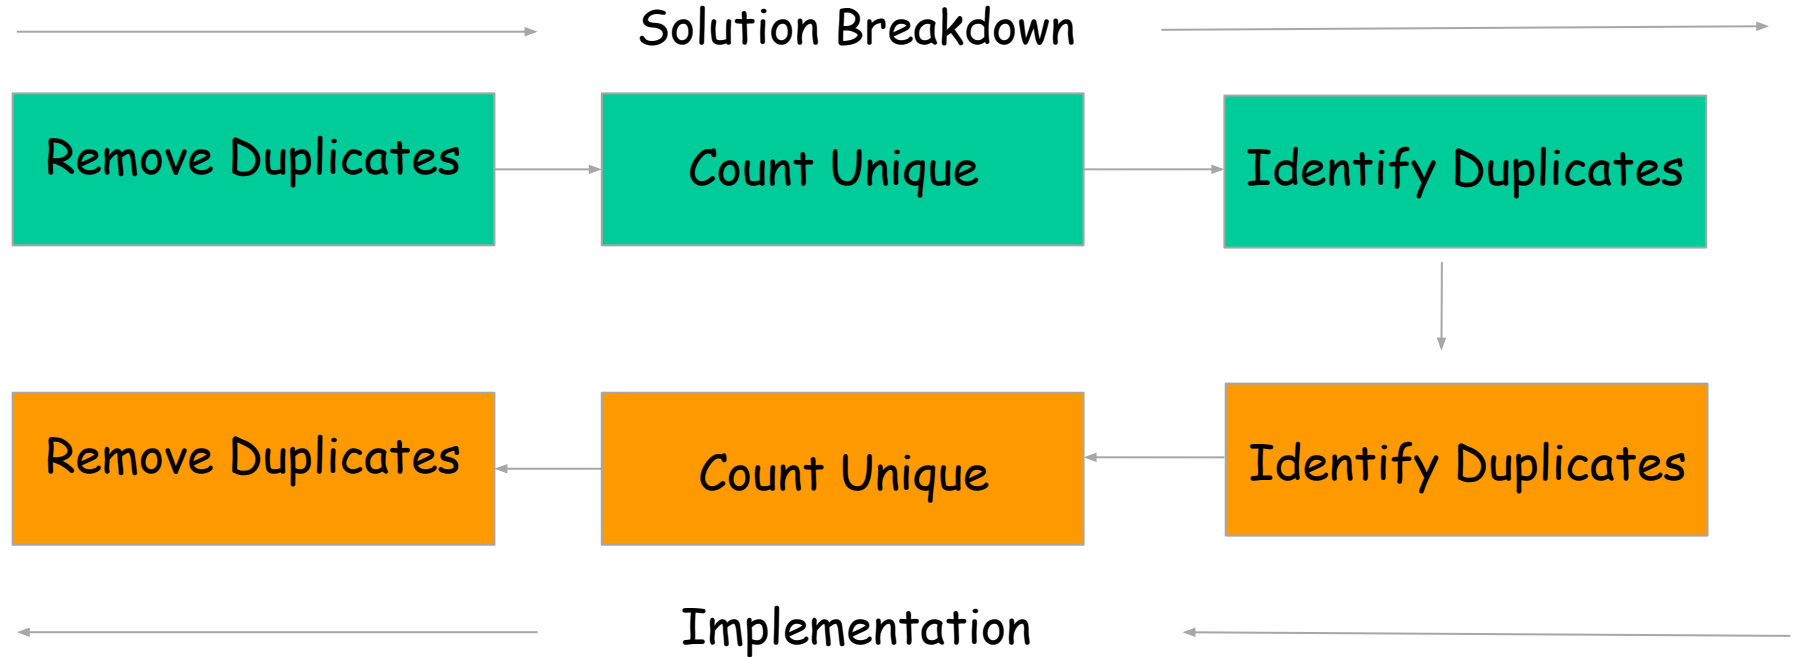 Solution Breakdown
Remove Duplicates
Count Unique
Identify Duplicates
Remove Duplicates
Count Unique
Identify Duplicates
Implementation